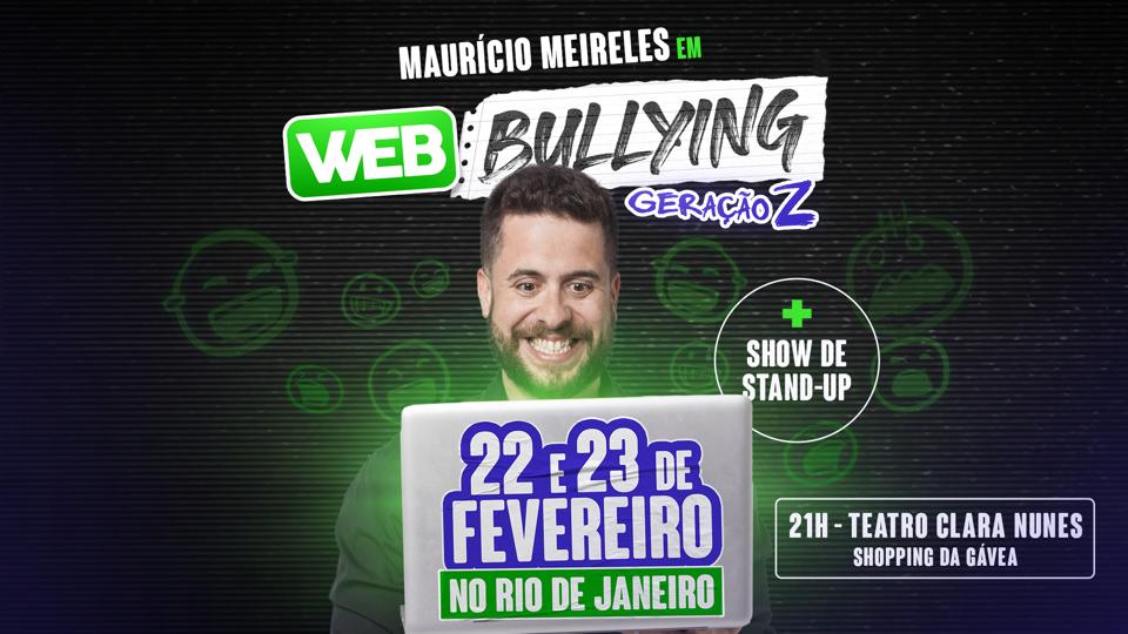 MAURÍCIO MEIRELES EM
WEB BULLYING
GERAÇÃO Z
+
SHOW DE
STAND-UP
22 E 23 DE
FEVEREIRO
NO RIO DE JANEIRO
21H - TEATRO CLARA NUNES
SHOPPING DA GÁVEA